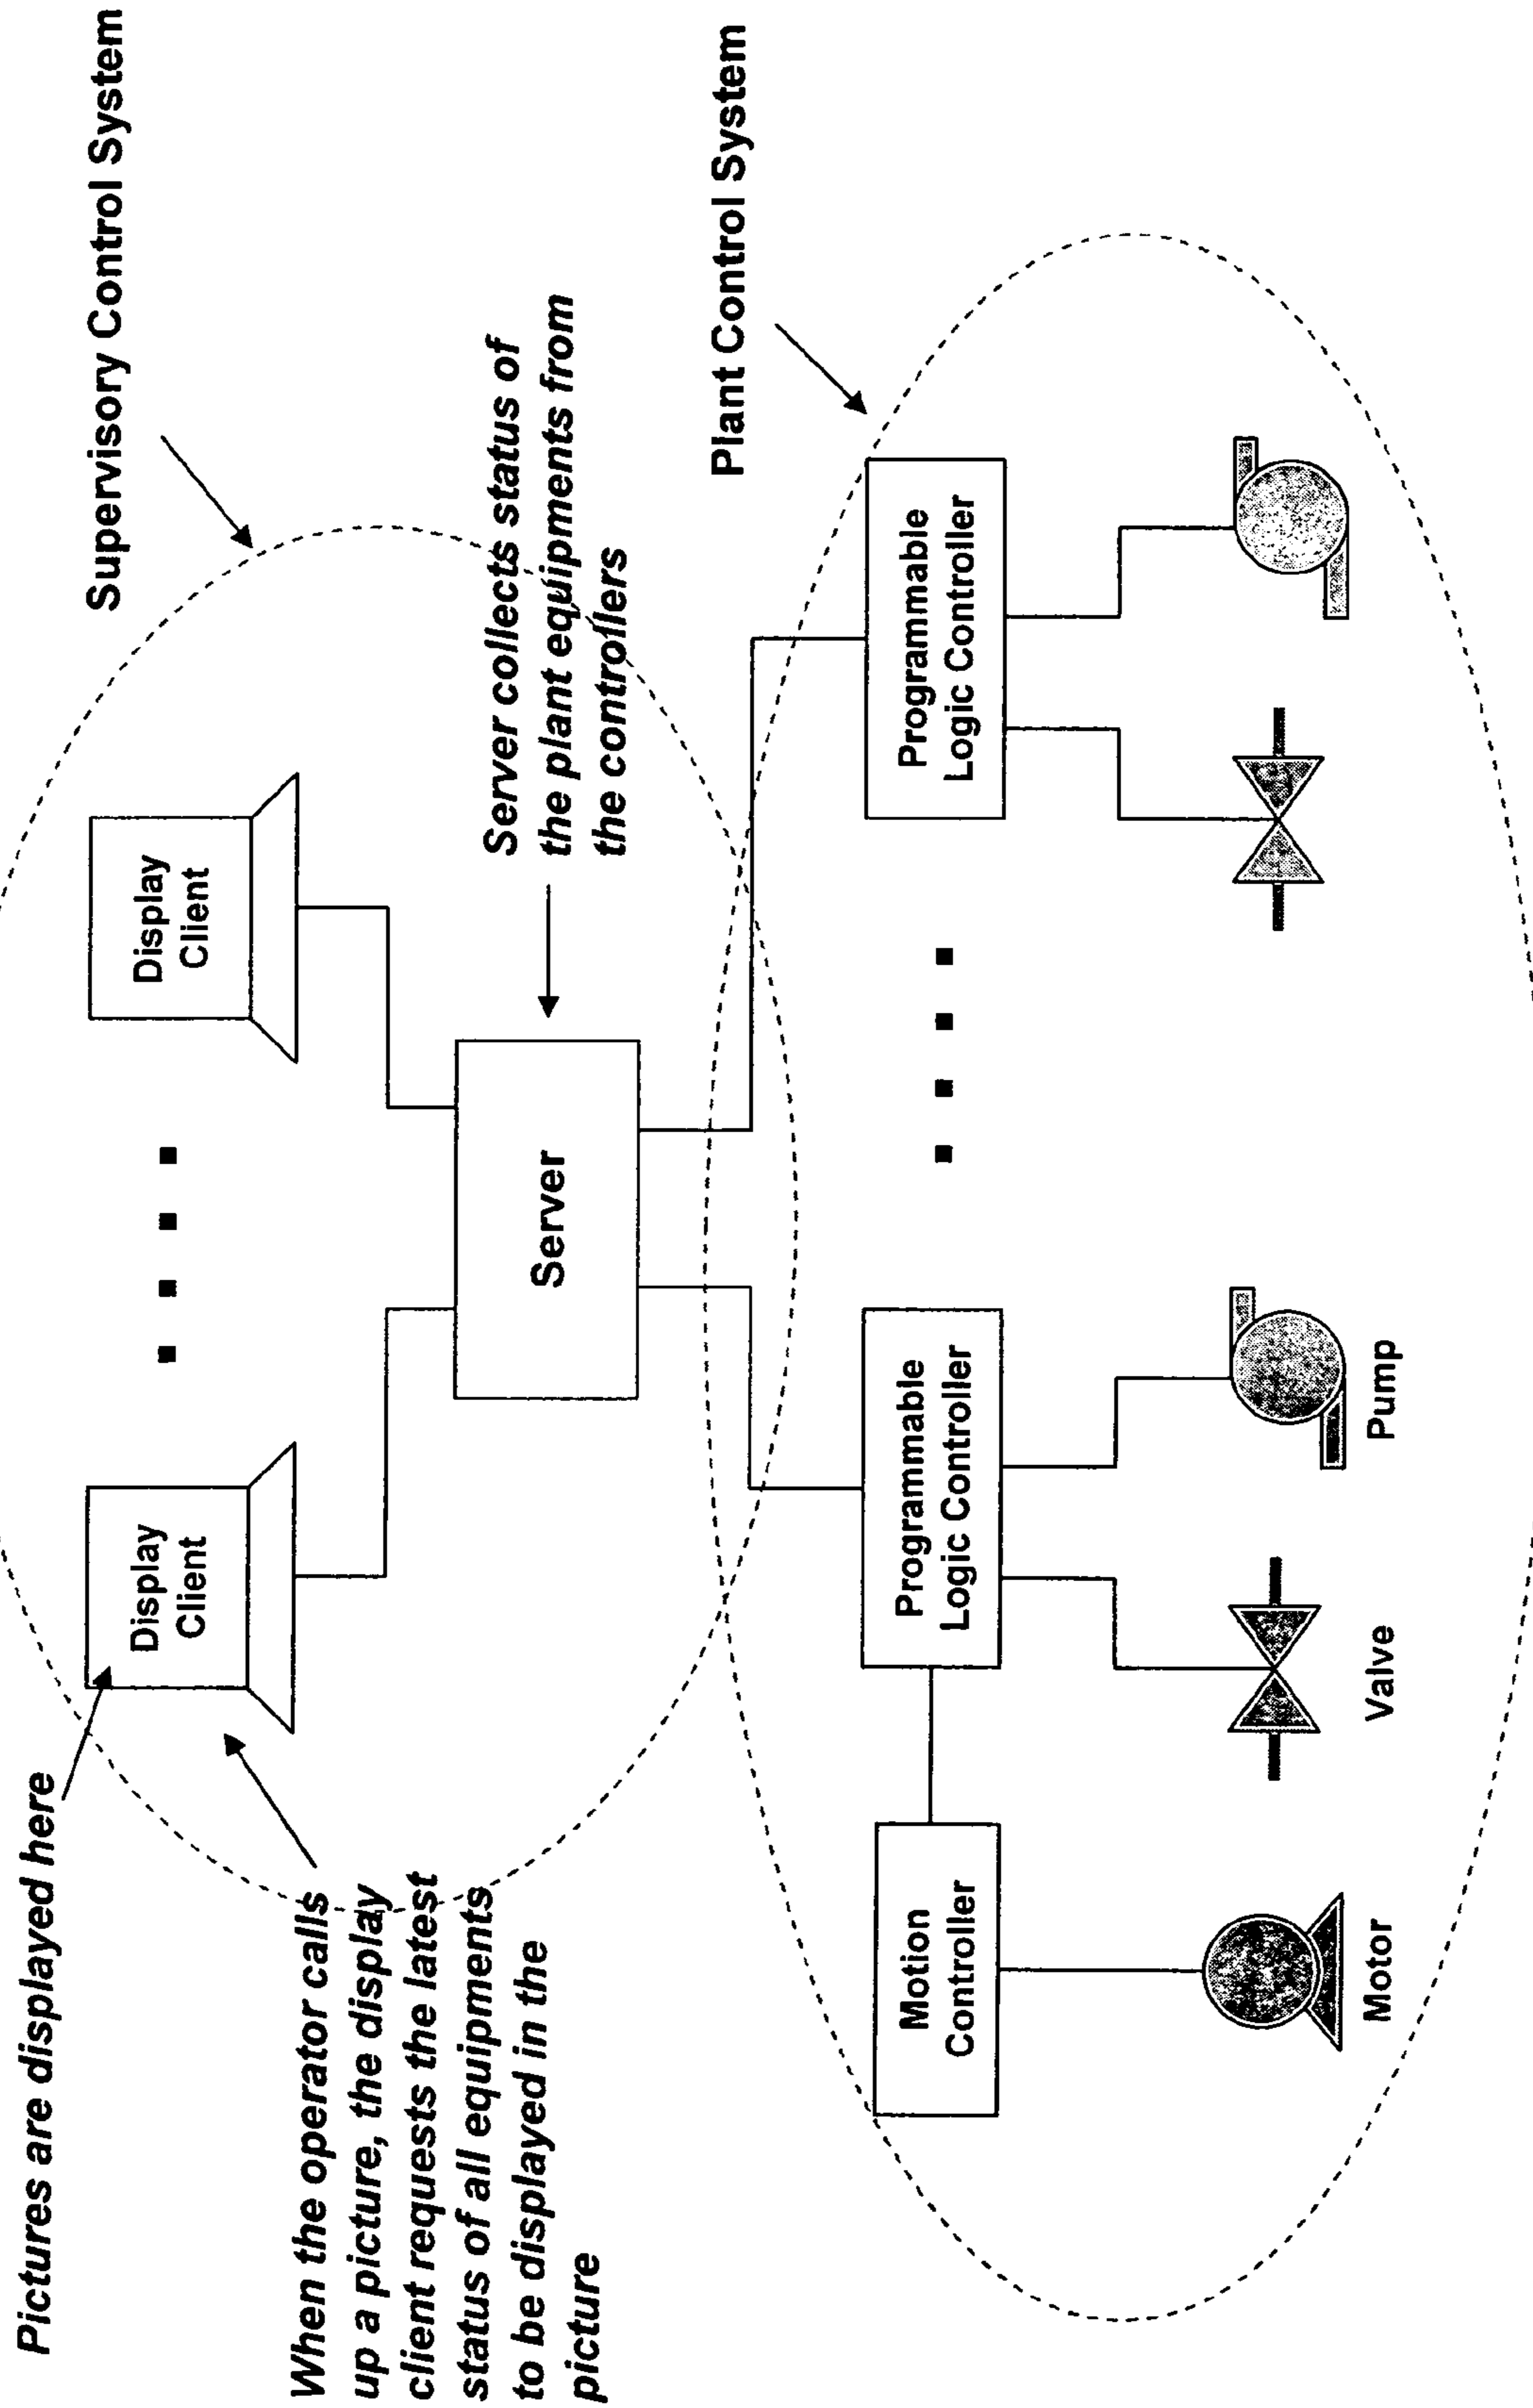 Pictures are displayed here
When the operator calls
up a picture, the display
client requests the latest
status of all equipments
to be displayed in the
picture
Display
Client
Display
Client
Supervisory Control System
Server
Server collects status of
the plant equipments from
the controllers
Plant Control System
Motion
Controller
Programmable
Logic Controller
Programmable
Logic Controller
Motor
Valve
Pump